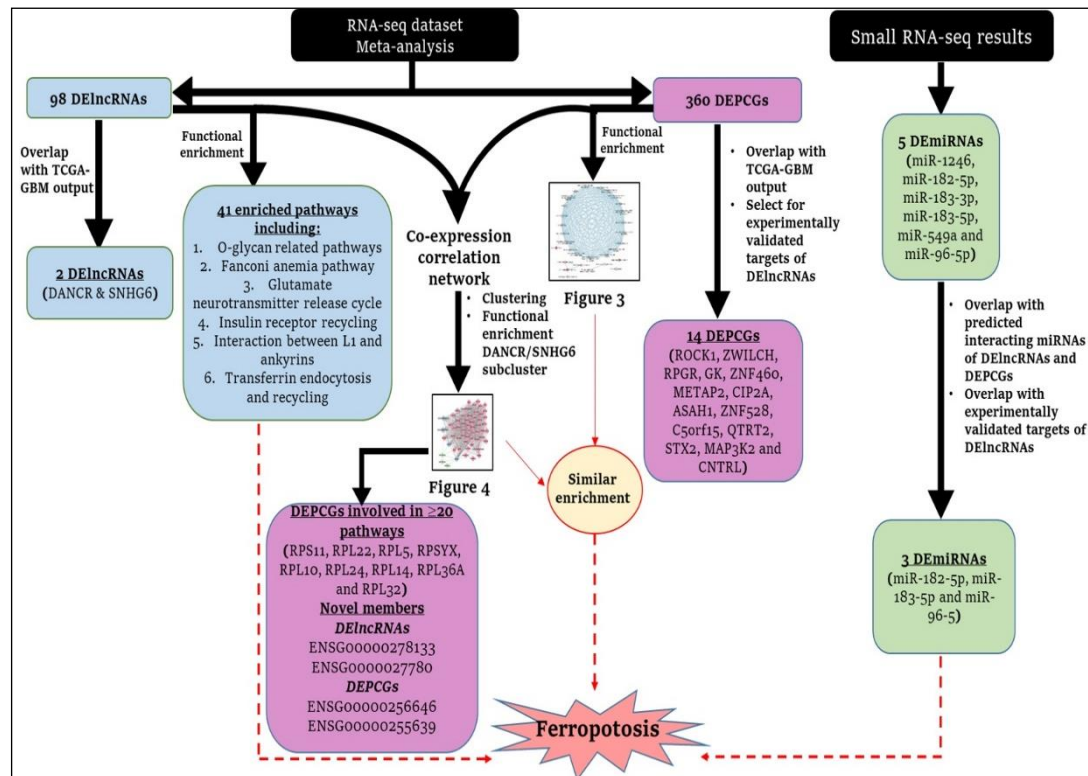 RNA-seq dataset
Meta-analysis
Small RNA-seq results
98 DElncRNAs
360 DEPCGs
Overlap
with TCGA-
GBM output
Functional
enrichment
Functional
enrichment
• Overlap with
TCGA-GBM
output
• Select for
experimentally
validated
targets of
DElncRNAs
5 DEmiRNAs
(miR-1246,
miR-182-5p,
miR-183-3p,
miR-183-5p,
miR-549a and
miR-96-5p)
2 DElncRNAs
(DANCR & SNHG6)
41 enriched pathways
including:
1. O-glycan related pathways
2. Fanconi anemia pathway
3. Glutamate
neurotransmitter release cycle
4. Insulin receptor recycling
5. Interaction between L1 and
ankyrins
6. Transferrin endocytosis
and recycling
Co-expression
correlation
network
• Clustering
• Functional
enrichment
DANCR/SNHG6
subcluster
Figure 3
14 DEPCGs
(ROCK1, ZWILCH,
RPGR, GK, ZNF460,
METAP2, CIP2A,
ASAH1, ZNF528,
C5orf15, QTRT2,
STX2, MAP3K2 and
CNTRL)
• Overlap with
predicted
interacting miRNAs
of DElncRNAs and
DEPCGs
• Overlap with
experimentally
validated targets of
DElncRNAs
Figure 4
Similar
enrichment
DEPCGs involved in ≥20
pathways
(RPS11, RPL22, RPL5, RPSYX,
RPL10, RPL24, RPL14, RPL36A
and RPL32)
Novel members
DElncRNAs
ENSG00000278133
ENSG0000027780
DEPCGs
ENSG00000256646
ENSG00000255639
3 DEmiRNAs
(miR-182-5p, miR-
183-5p and miR-
96-5)
Ferropotosis